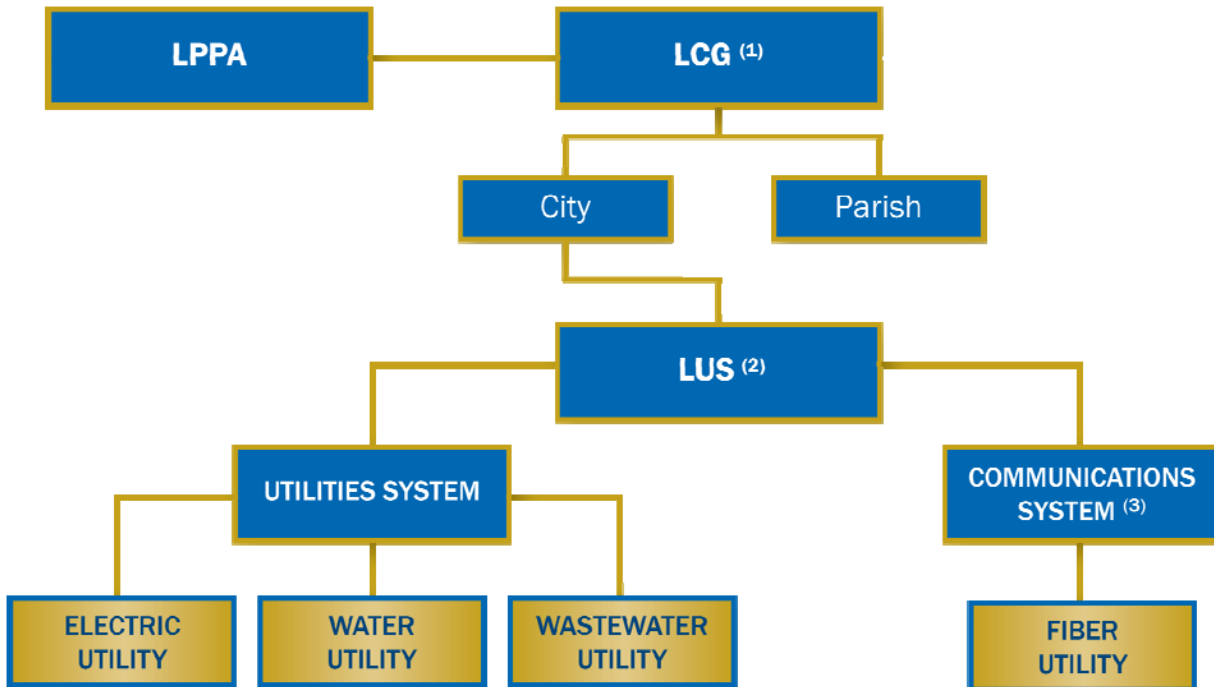 LPPA
LCG (1)
City
Parish
LUS (2)
UTILITIES SYSTEM
COMMUNICATIONS
SYSTEM (3)
ELECTRIC
UTILITY
WATER
UTILITY
WASTEWATER
UTILITY
FIBER
UTILITY